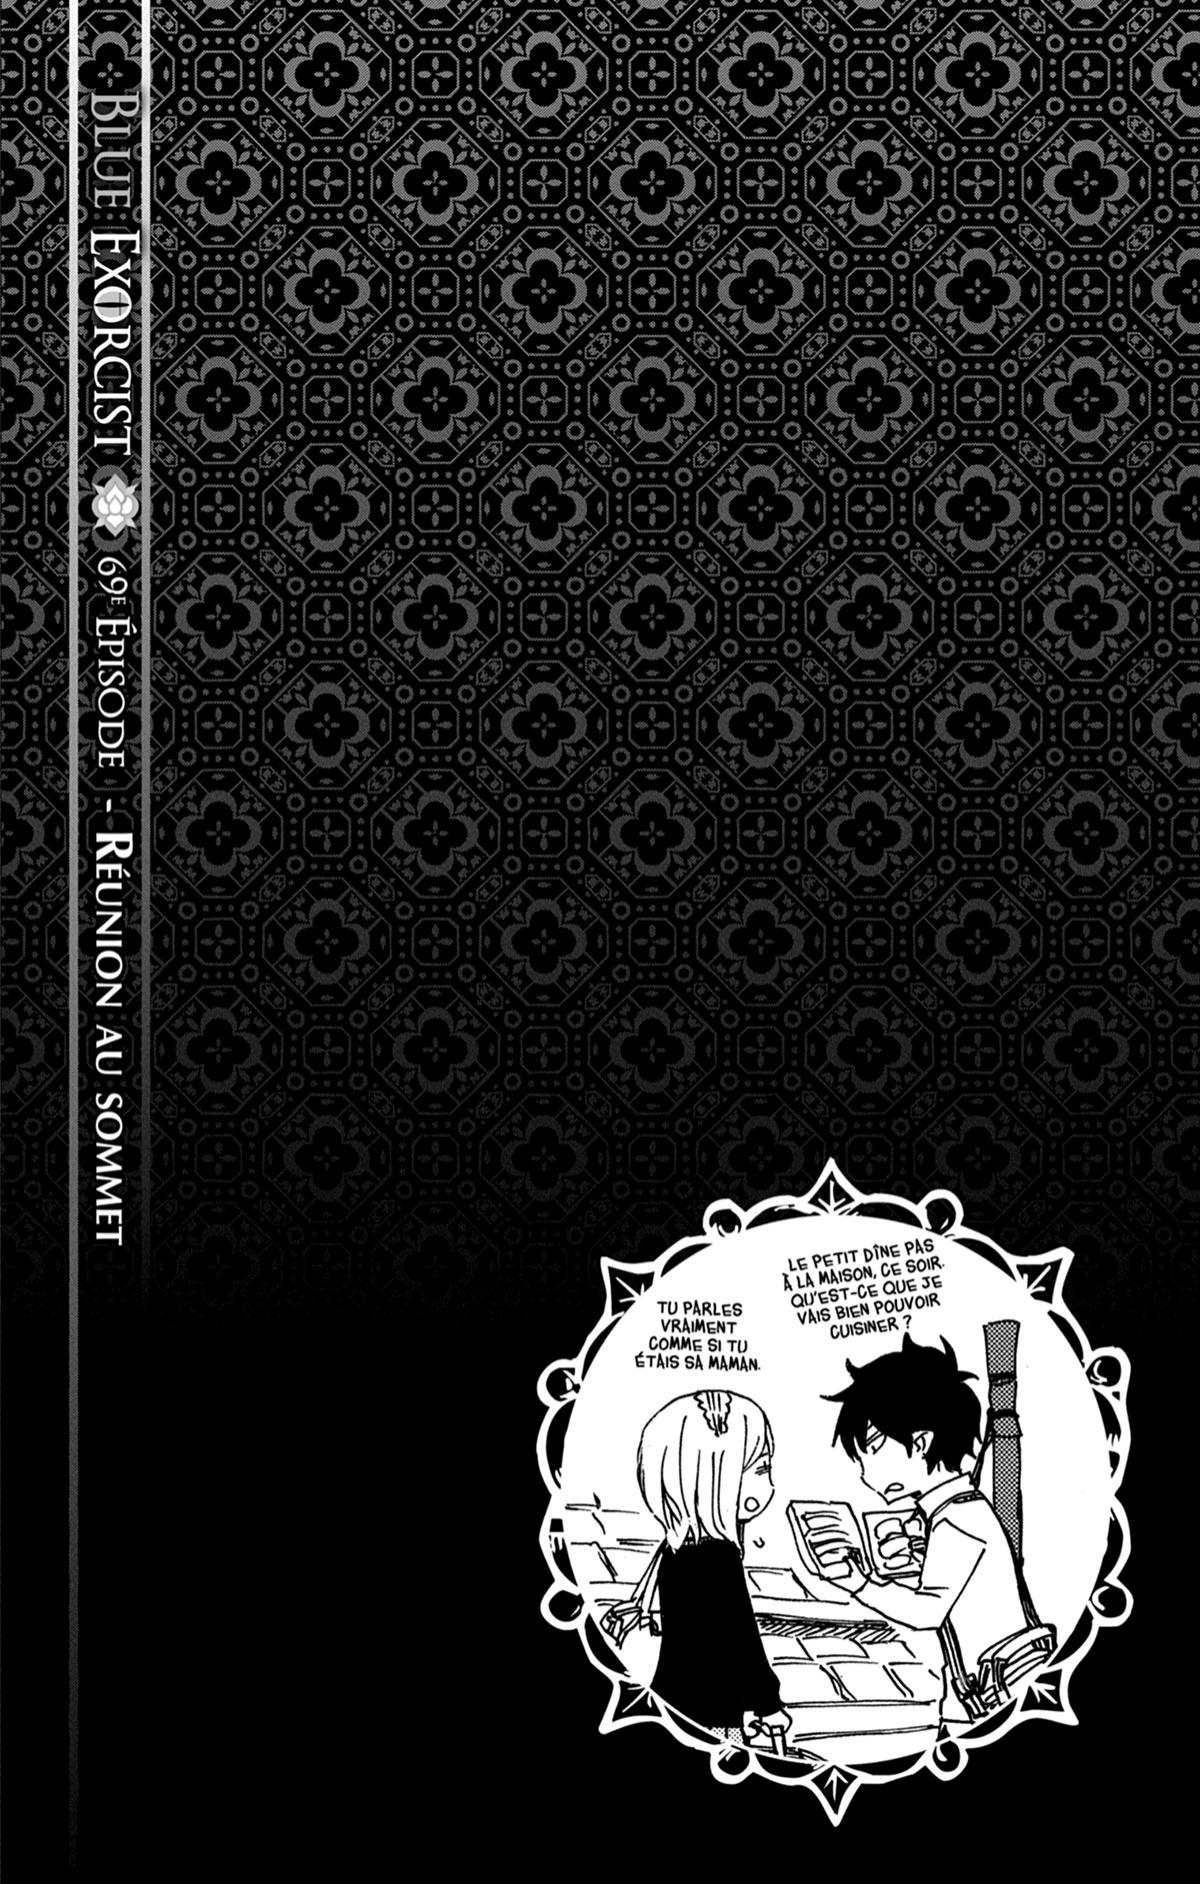 BLUE EXORCIST 69E ÉPISODE - RÉUNION AU SOMMET
LE PETIT DÎNE PAS
À LA MAISON, CE SOIR.
QU'EST-CE QUE JE
VAIS BIEN POUVOIR
CUISINER ?
TU PARLES
VRAIMENT
COMME SI TU
ÉTAIS SA MAMAN.